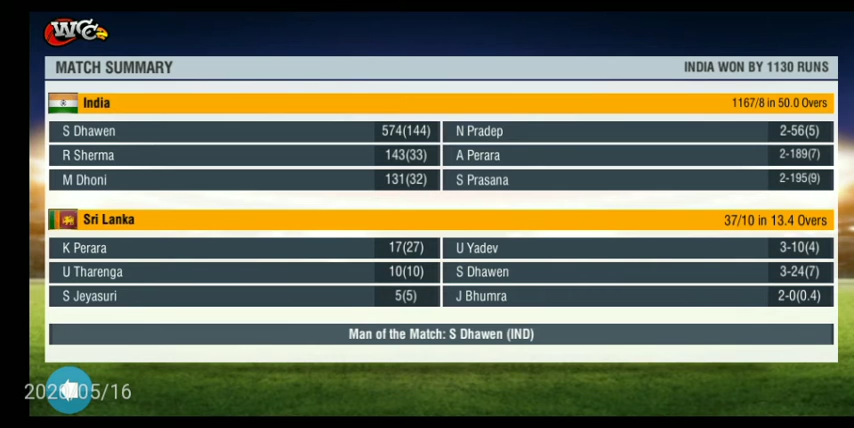 WCC
MATCH SUMMARY INDIA WON BY 1130 RUNS
India 1167/8 in 50.0 Overs
S Dhawen 574(144) N Pradep 2-56(5)
R Sherma 143(33) A Perara 2-189(7)
M Dhoni 131(32) S Prasana 2-195(9)
Sri Lanka 37/10 in 13.4 Overs
K Perara 17(27) U Yadev 3-10(4)
U Tharenga 10(10) S Dhawen 3-24(7)
S Jeyasuri 5(5) J Bhumra 2-0(0.4)
Man of the Match: S Dhawen (IND)
2020/05/16